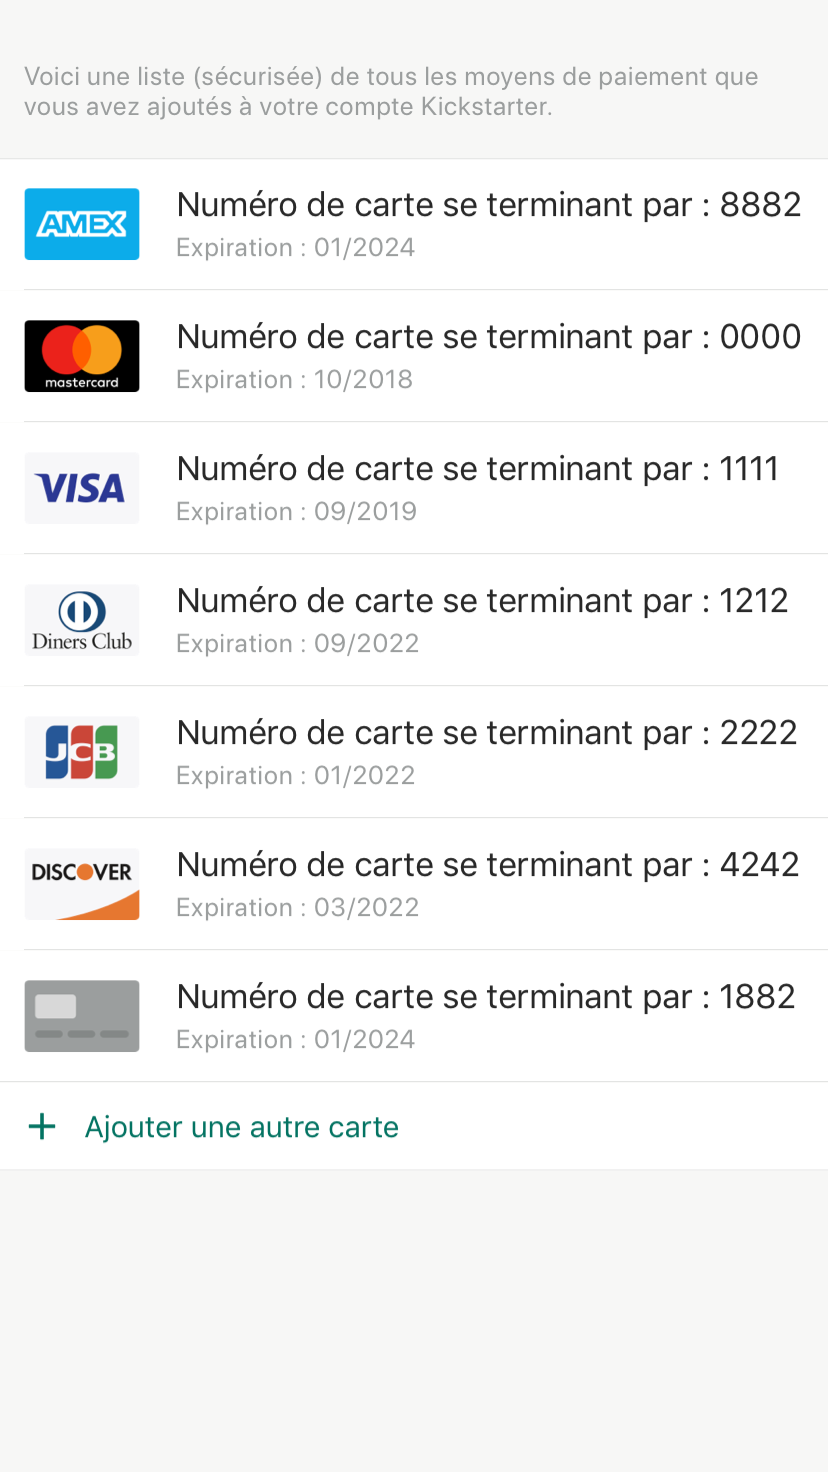 Voici une liste (sécurisée) de tous les moyens de paiement que
vous avez ajoutés à votre compte Kickstarter.
AMEX
Numéro de carte se terminant par : 8882
Expiration : 01/2024
mastercard
Numéro de carte se terminant par : 0000
Expiration : 10/2018
VISA
Numéro de carte se terminant par : 1111
Expiration : 09/2019
Diners Club
Numéro de carte se terminant par : 1212
Expiration : 09/2022
JCB
Numéro de carte se terminant par : 2222
Expiration : 01/2022
DISCOVER
Numéro de carte se terminant par : 4242
Expiration : 03/2022
Numéro de carte se terminant par : 1882
Expiration : 01/2024
+ Ajouter une autre carte